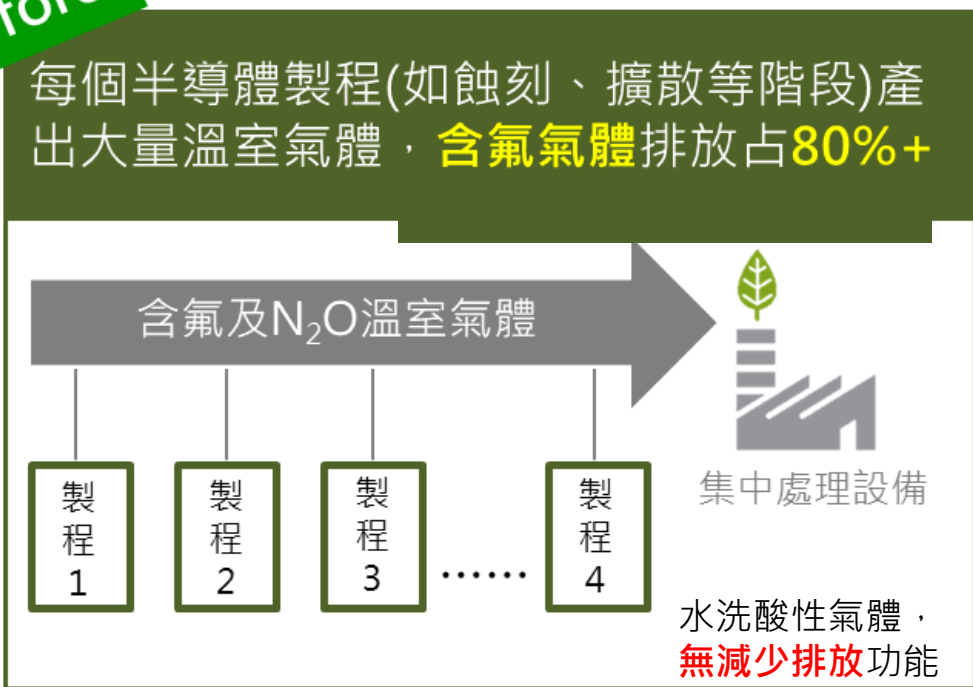 每個半導體製程(如蝕刻、擴散等階段)產
出大量溫室氣體，含氟氣體排放占80%+
含氟及N₂O溫室氣體
製程1
製程2
製程3
……
製程4
集中處理設備
水洗酸性氣體，
無減少排放功能